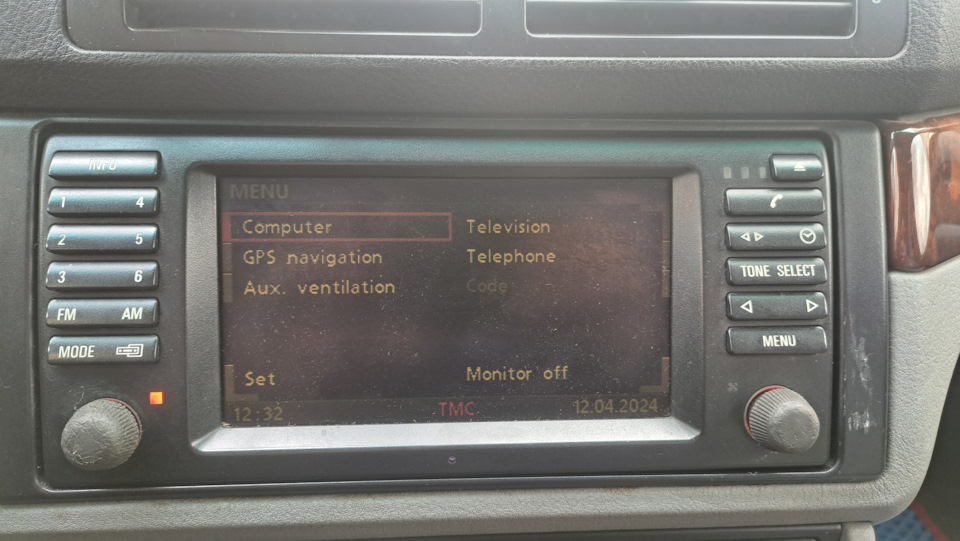 INFO
1 4
2 5
3 6
FM AM
MODE
MENU
Computer
GPS navigation
Aux. ventilation
Set
Television
Telephone
Code
Monitor off
12:32
TMC
12.04.2024
TONE SELECT
MENU